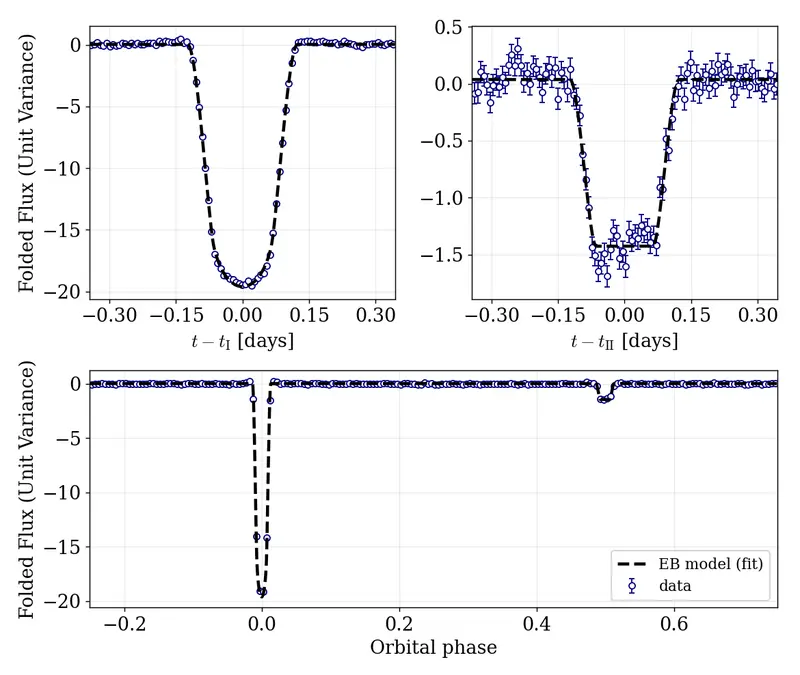 Folded Flux (Unit Variance)
0
−5
−10
−15
−20
−0.30 −0.15 0.00 0.15 0.30
t − tI [days]
0.5
0.0
−0.5
−1.0
−1.5
−0.30 −0.15 0.00 0.15 0.30
t − tII [days]
Folded Flux (Unit Variance)
0
−5
−10
−15
−20
−0.2 0.0 0.2 0.4 0.6
Orbital phase
EB model (fit)
data